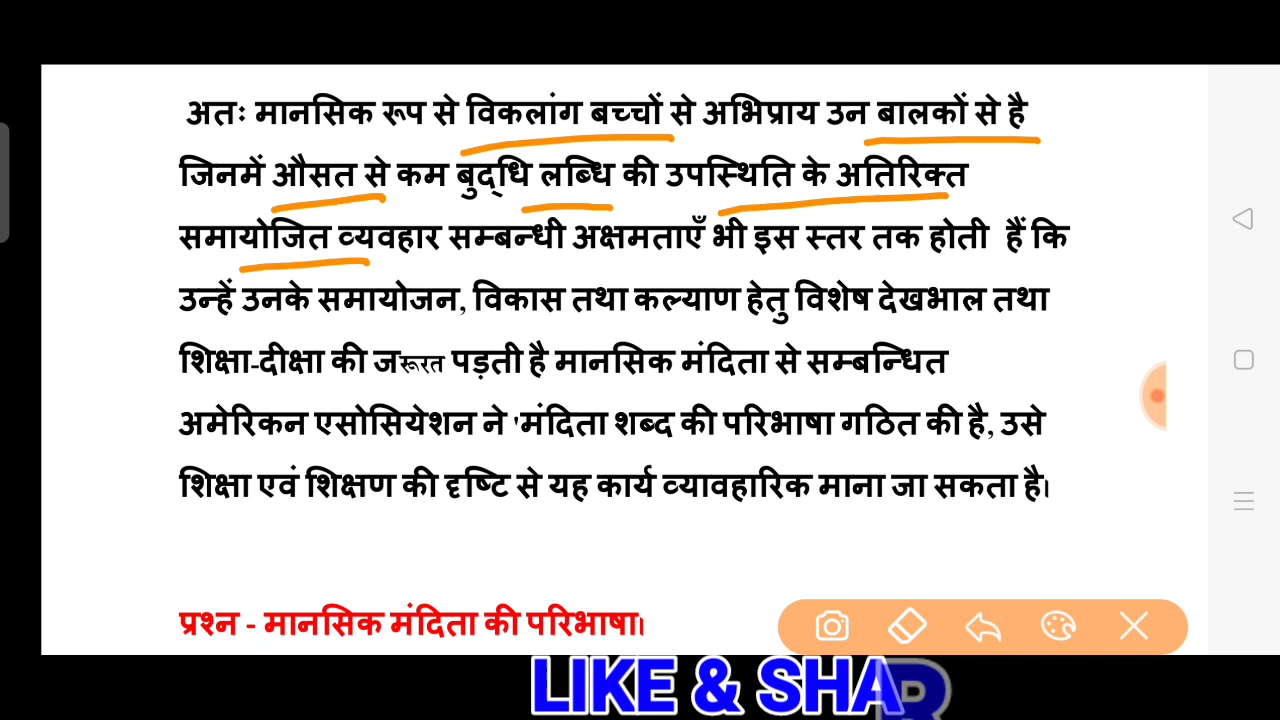 अतः मानसिक रूप से विकलांग बच्चों से अभिप्राय उन बालकों से है
जिनमें औसत से कम बुद्धि लब्धि की उपस्थिति के अतिरिक्त
समायोजित व्यवहार सम्बन्धी अक्षमताएँ भी इस स्तर तक होती हैं कि
उन्हें उनके समायोजन, विकास तथा कल्याण हेतु विशेष देखभाल तथा
शिक्षा-दीक्षा की जरूरत पड़ती है मानसिक मंदिता से सम्बन्धित
अमेरिकन एसोसियेशन ने 'मंदिता शब्द की परिभाषा गठित की है, उसे
शिक्षा एवं शिक्षण की दृष्टि से यह कार्य व्यावहारिक माना जा सकता है।
प्रश्न - मानसिक मंदिता की परिभाषा।
LIKE & SHAR